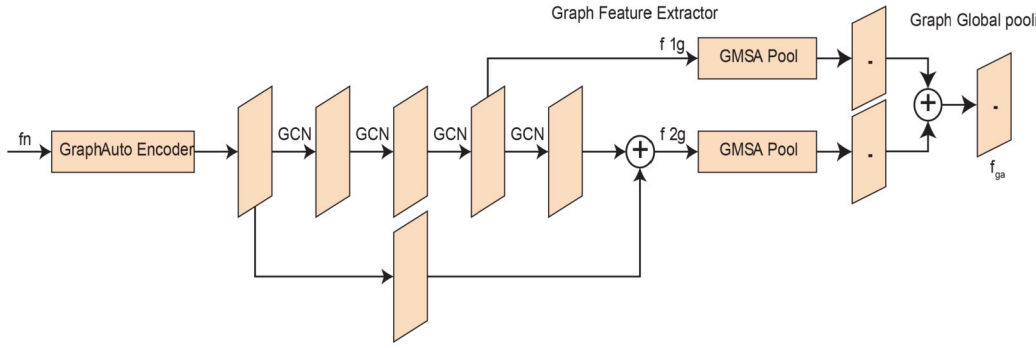 Graph Feature Extractor
Graph Global pooli
f 1g
GMSA Pool
-
fn
GraphAuto Encoder
GCN
GCN
GCN
GCN
+
f 2g
GMSA Pool
-
+
-
f ga